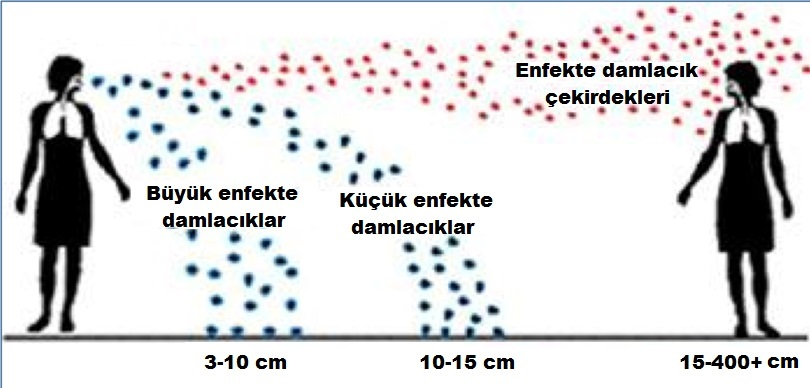 Enfekte damlacık
çekirdekleri
Büyük enfekte
damlacıklar
Küçük enfekte
damlacıklar
3-10 cm
10-15 cm
15-400+ cm